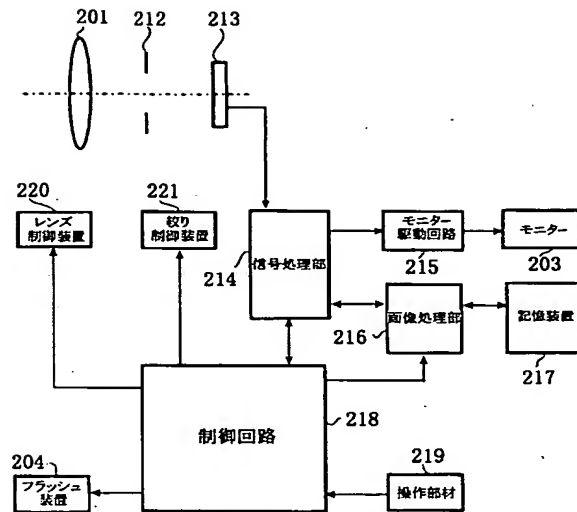 201
212
213
220
レンズ
制御装置
221
絞り
制御装置
214
信号処理部
モニター
駆動回路
215
モニター
203
216
画像処理部
記憶装置
217
制御回路
218
204
フラッシュ
装置
219
操作部材